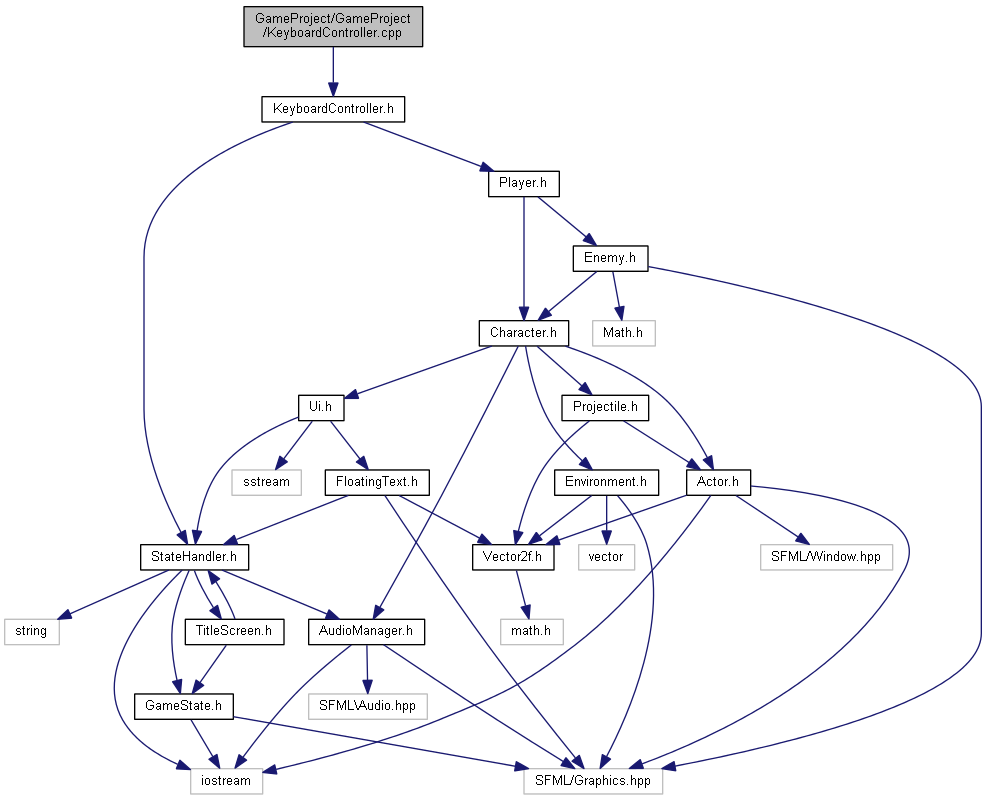 GameProject/GameProject
/KeyboardController.cpp
KeyboardController.h
Player.h
Enemy.h
Character.h
Math.h
Ui.h
Projectile.h
sstream
FloatingText.h
Environment.h
Actor.h
StateHandler.h
Vector2f.h
vector
SFML/Window.hpp
string
TitleScreen.h
AudioManager.h
math.h
GameState.h
SFML\Audio.hpp
iostream
SFML/Graphics.hpp